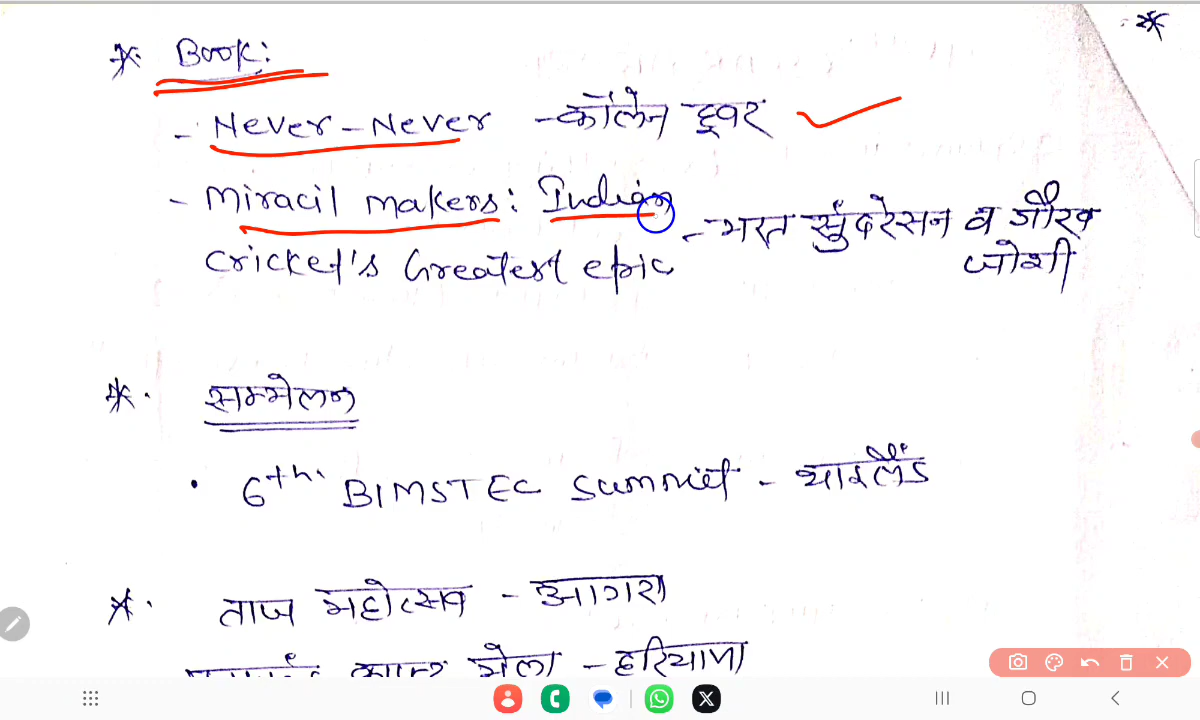 * Book:
- Never-Never - कॉलेन हूवर
- Miracil makers: Indian
cricket's Greatest epic - भरत सुंदरेसन व गौरव
जोशी
* सम्मेलन
• 6th BIMSTEC Summit - थाईलैंड
* ताज महोत्सव - आगरा
मेला - हरियाणा